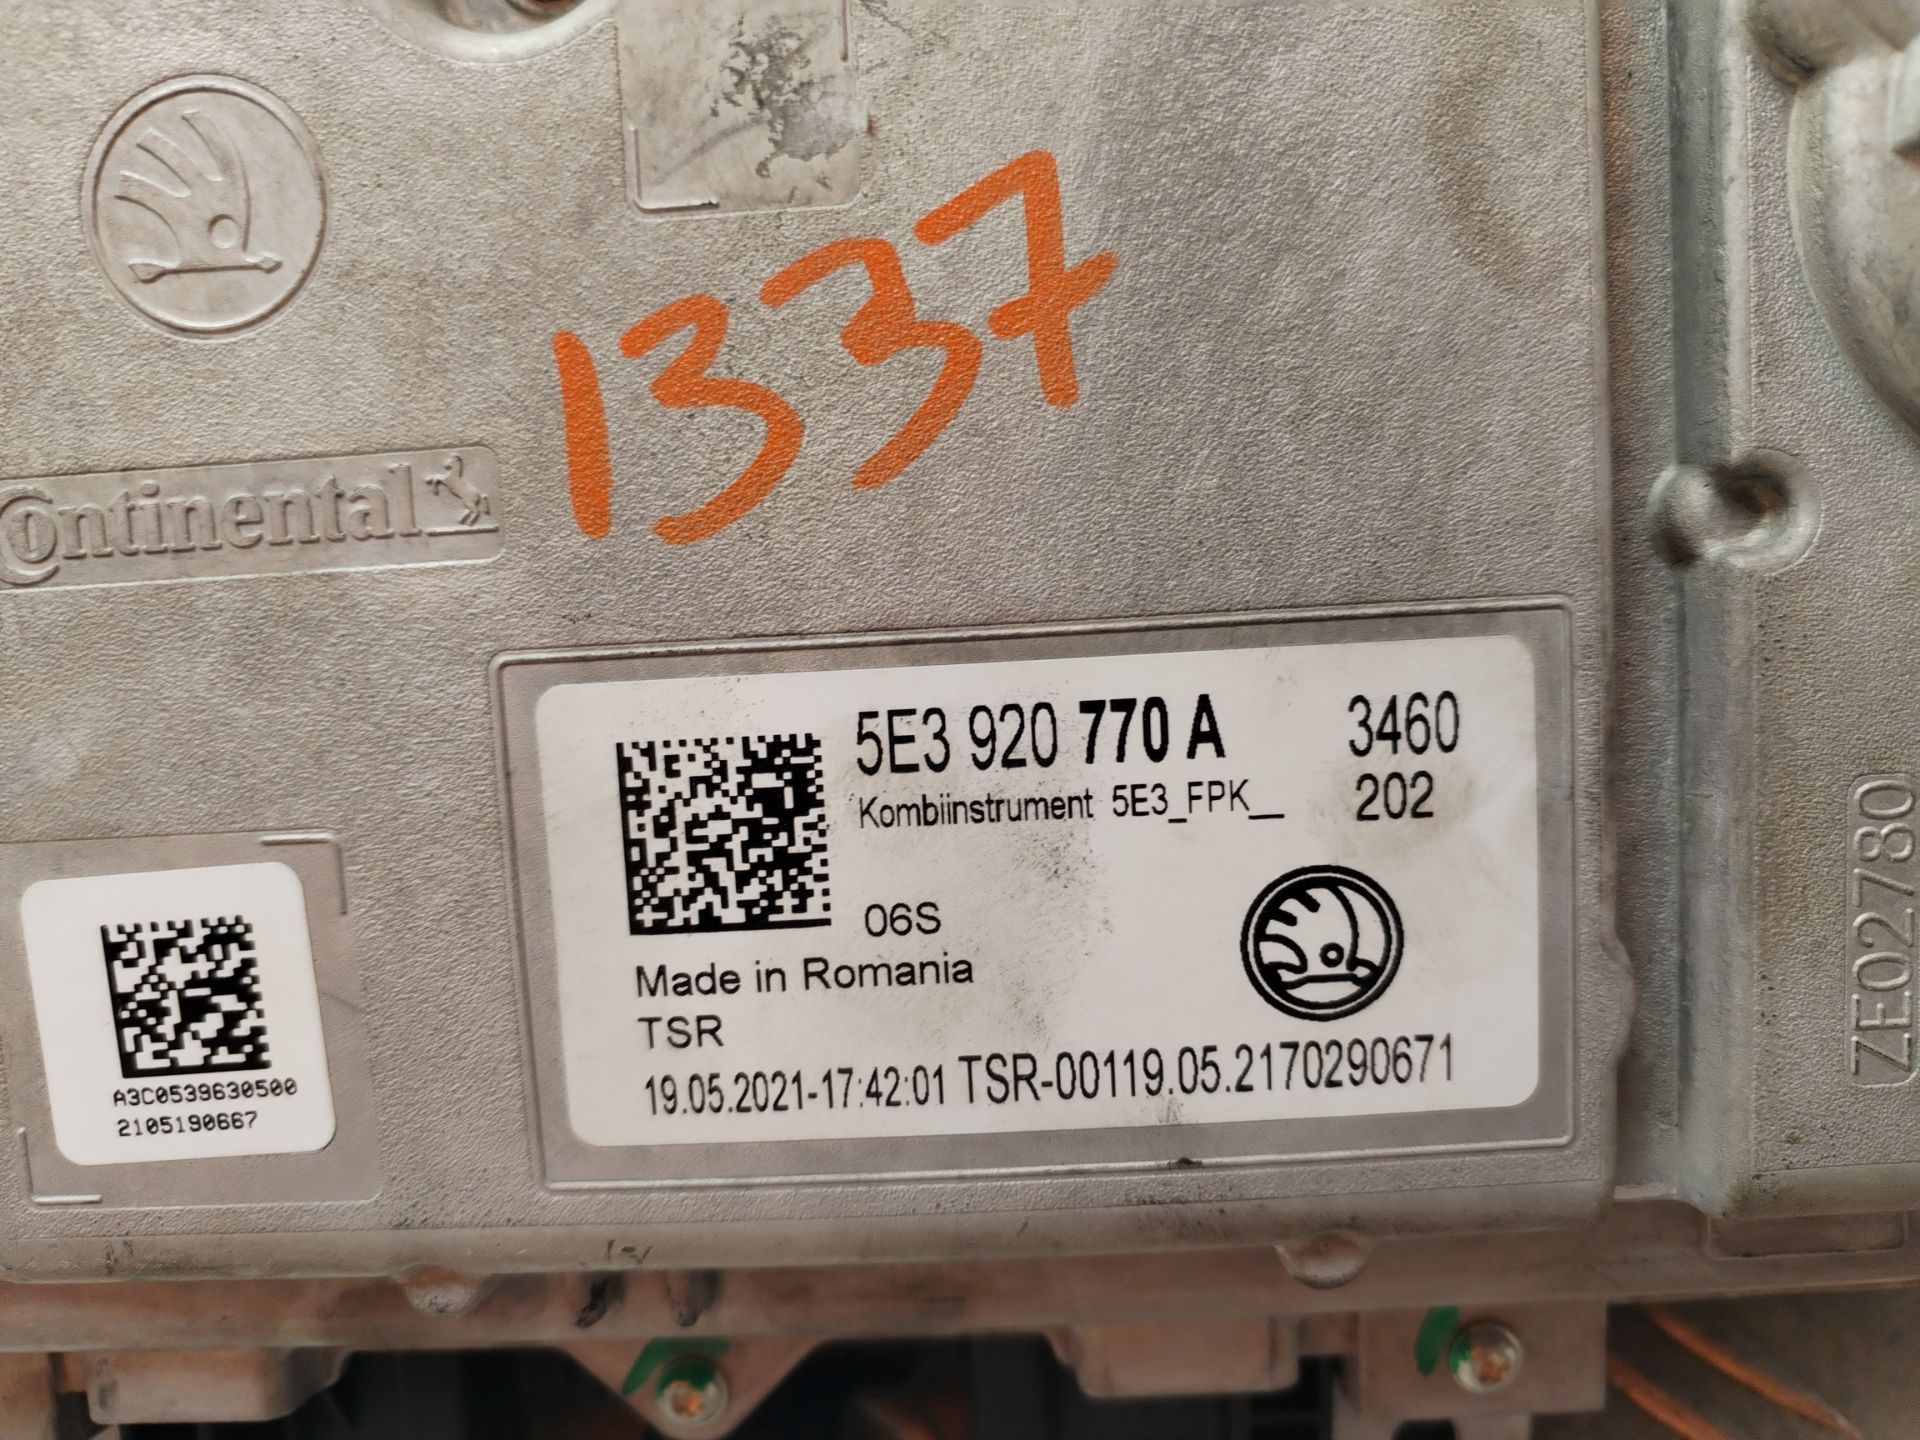 1337
Continental
5E3 920 770 A 3460
Kombiinstrument 5E3_FPK__ 202
06S
Made in Romania
TSR
19.05.2021-17:42:01 TSR-00119.05.2170290671
A3C0539630500
2105190667
ZE02780